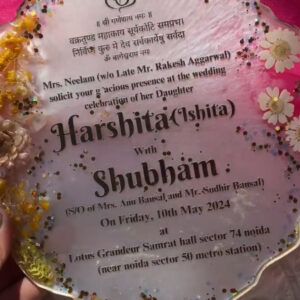 ॥ श्री गणेशाय नमः ॥
वक्रतुण्ड महाकाय सूर्यकोटि समप्रभ।
निर्विघ्नं कुरू मे देव सर्वकार्येषु सर्वदा
Mrs. Neelam (w/o Late Mr. Rakesh Aggarwal)
solicit your gracious presence at the wedding
celebration of her Daughter
Harshita(Ishita)
With
Shubham
(S/O of Mrs. Anu Bansal and Mr. Sudhir Bansal)
On Friday, 10th May 2024
at
Lotus Grandeur Samrat hall sector 74 noida
(near noida sector 50 metro station)